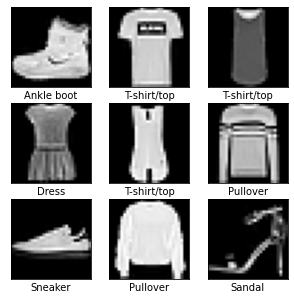 Ankle boot
T-shirt/top
T-shirt/top
Dress
T-shirt/top
Pullover
Sneaker
Pullover
Sandal